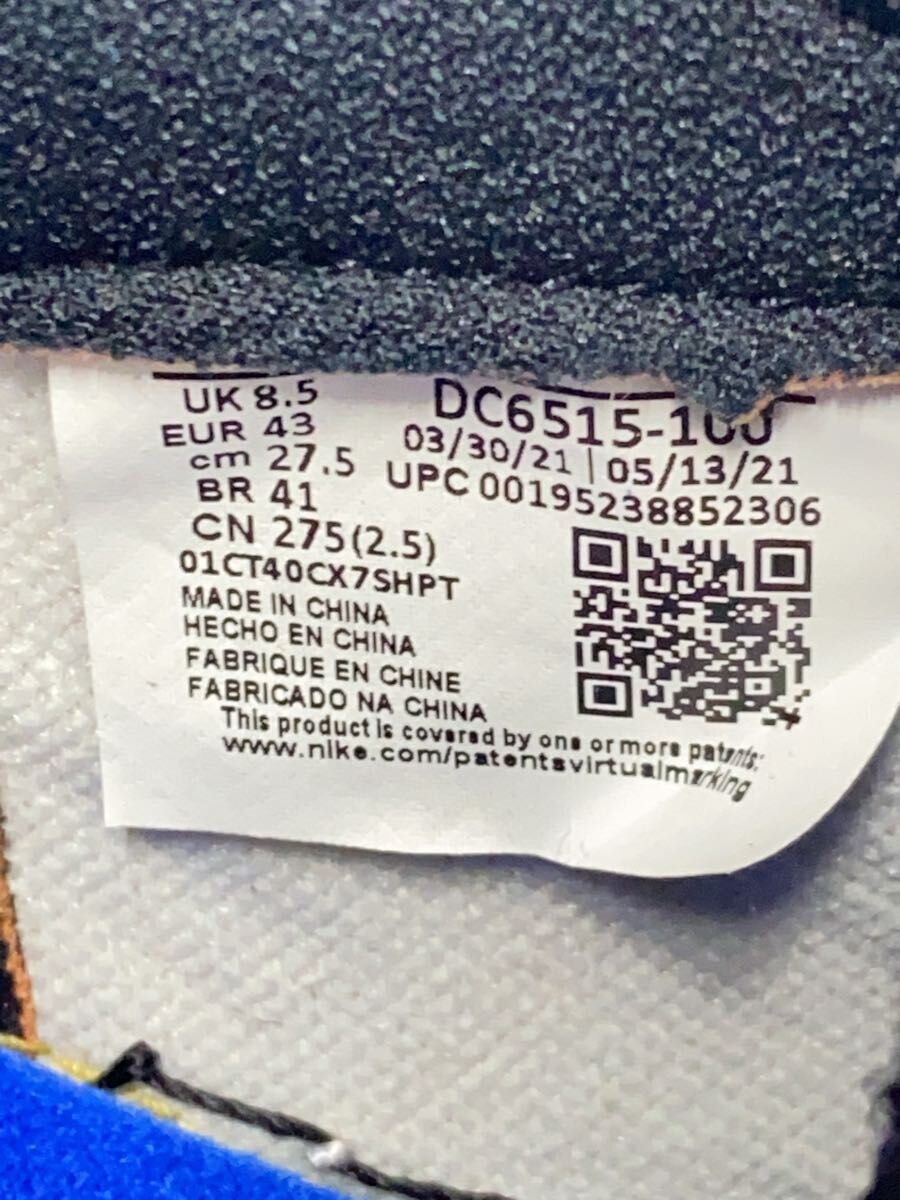 UK 8.5
EUR 43
cm 27.5
BR 41
CN 275(2.5)
DC6515-100
03/30/21 | 05/13/21
UPC 00195238852306
01CT40CX7SHPT
MADE IN CHINA
HECHO EN CHINA
FABRIQUE EN CHINE
FABRICADO NA CHINA
This product is covered by one or more patents:
www.nike.com/patentsvirtualmarking